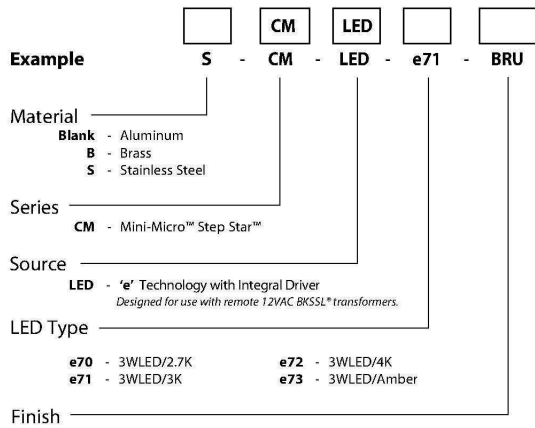 CM LED
Example S - CM - LED - e71 - BRU
Material
Blank - Aluminum
B - Brass
S - Stainless Steel
Series
CM - Mini-Micro™ Step Star™
Source
LED - 'e' Technology with Integral Driver
Designed for use with remote 12VAC BKSSL® transformers.
LED Type
e70 - 3WLED/2.7K e72 - 3WLED/4K
e71 - 3WLED/3K e73 - 3WLED/Amber
Finish